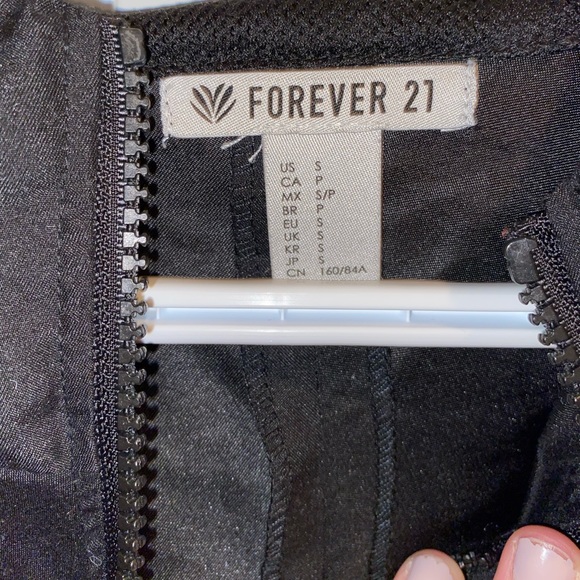 FOREVER 21
US S
CA P
MX S/P
BR P
EU S
UK S
KR S
JP S
CN 160/84A